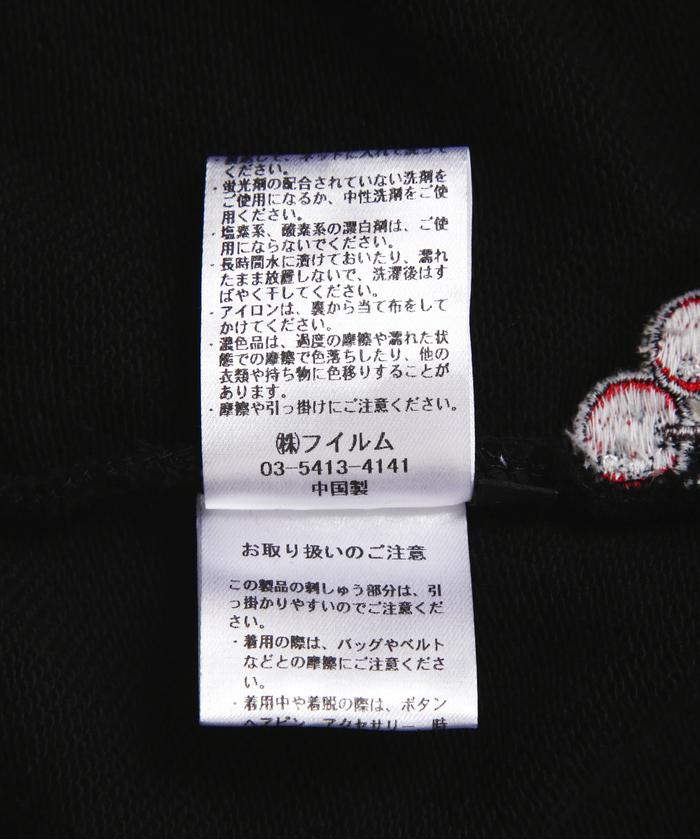 ください。
・蛍光剤の配合されていない洗剤を
ご使用になるか、中性洗剤をご使
用ください。
・塩素系、酸素系の漂白剤は、ご使
用にならないでください。
・長時間水に漬けておいたり、濡れ
たまま放置しないで、洗濯後はす
ばやく干してください。
・アイロンは、裏から当て布をして
かけてください。
・濃色品は、過度の摩擦や濡れた状
態での摩擦で色落ちしたり、他の
衣類や持ち物に色移りすることが
あります。
・摩擦や引っ掛けにご注意ください。
㈱フイルム
03-5413-4141
中国製
お取り扱いのご注意
この製品の刺しゅう部分は、引
っ掛かりやすいのでご注意くだ
さい。
・着用の際は、バッグやベルト
などとの摩擦にご注意くださ
い。
・着用中や着脱の際は、ボタン
ヘアピン、アクセサリー、時